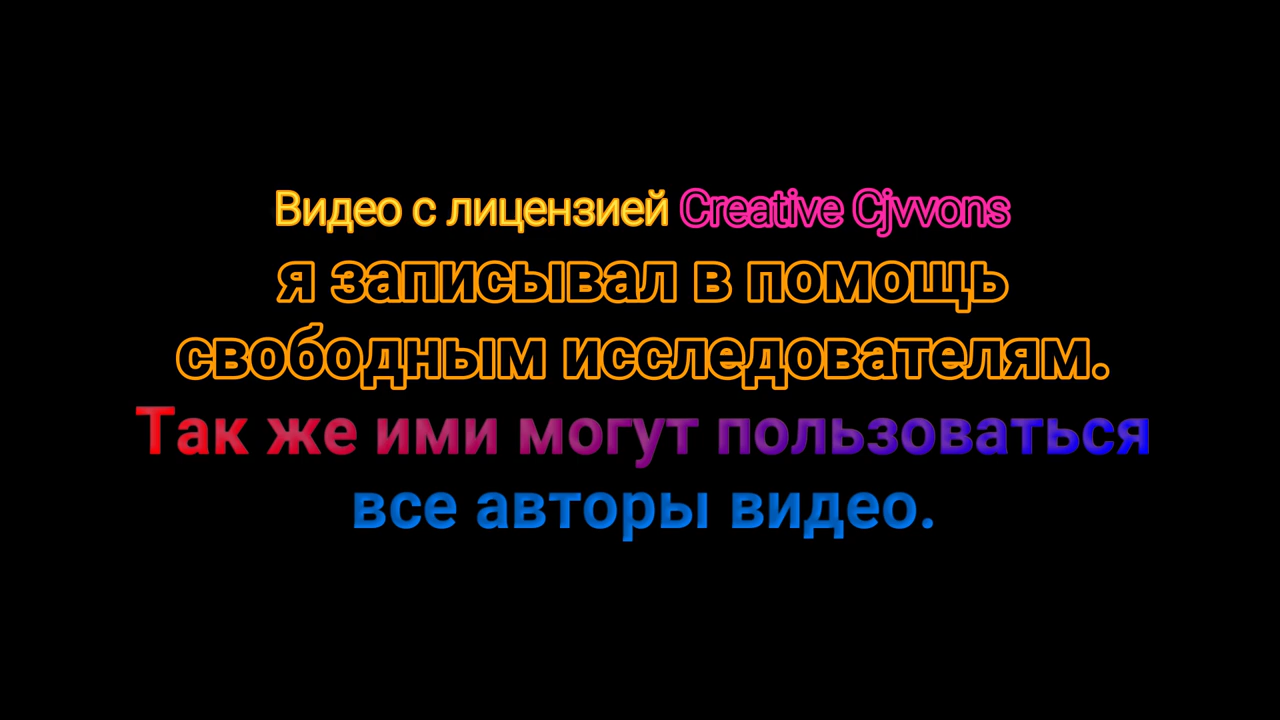 Видео с лицензией Creative Cjvvons
я записывал в помощь
свободным исследователям.
Так же ими могут пользоваться
все авторы видео.